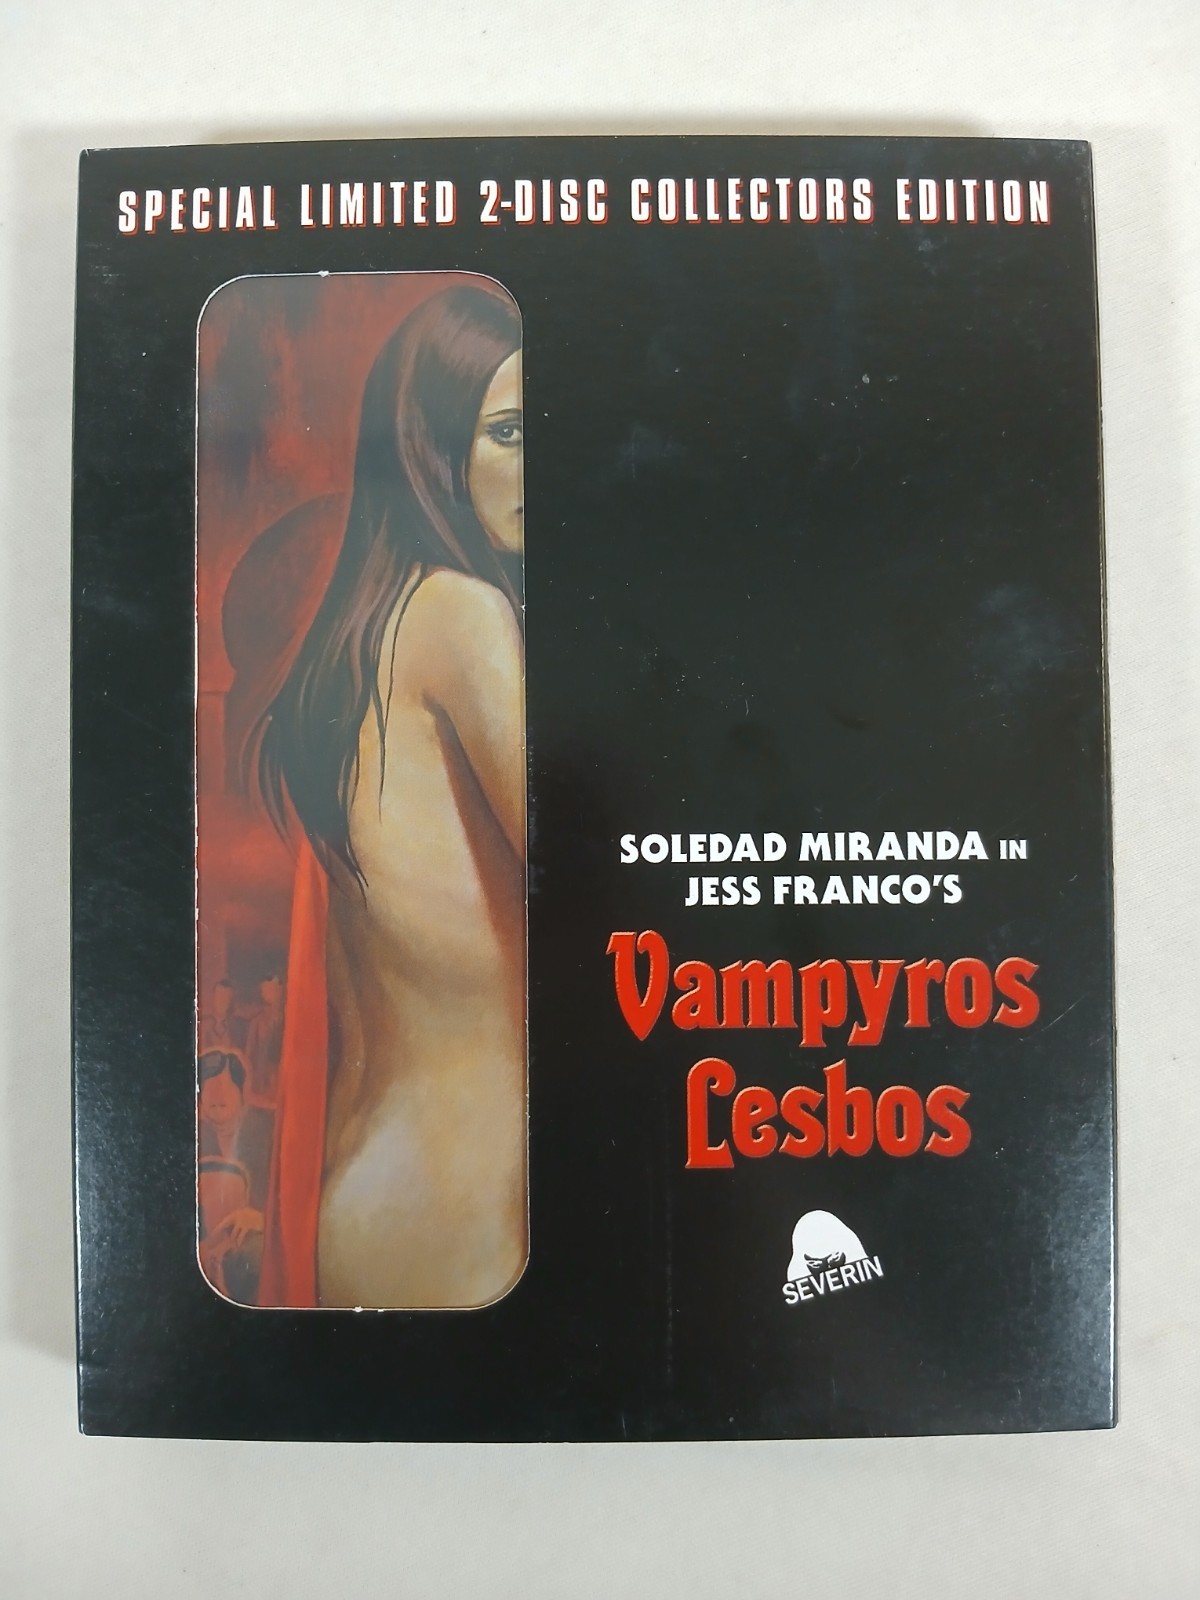 SPECIAL LIMITED 2-DISC COLLECTORS EDITION
SOLEDAD MIRANDA IN
JESS FRANCO'S
Vampyros
Lesbos
SEVERIN